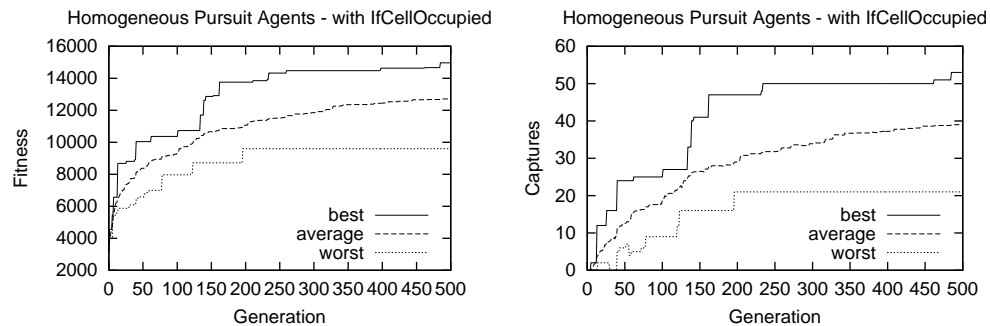 Homogeneous Pursuit Agents - with IfCellOccupied
16000
14000
12000
10000
8000
6000
4000
2000
Fitness
best
average
worst
0 50 100 150 200 250 300 350 400 450 500
Generation
Homogeneous Pursuit Agents - with IfCellOccupied
60
50
40
30
20
10
0
Captures
best
average
worst
0 50 100 150 200 250 300 350 400 450 500
Generation